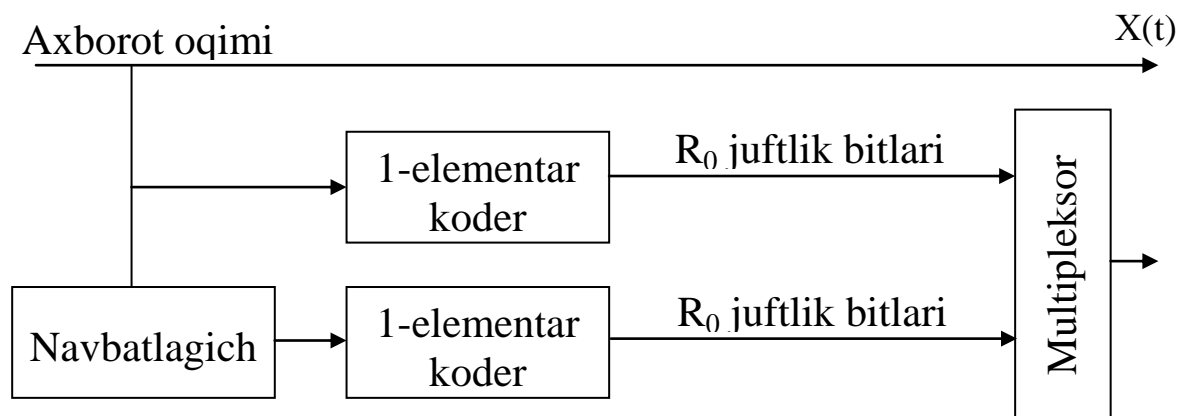 Axborot oqimi
X(t)
1-elementar
koder
R₀ juftlik bitlari
Multipleksor
Navbatlagich
1-elementar
koder
R₀ juftlik bitlari